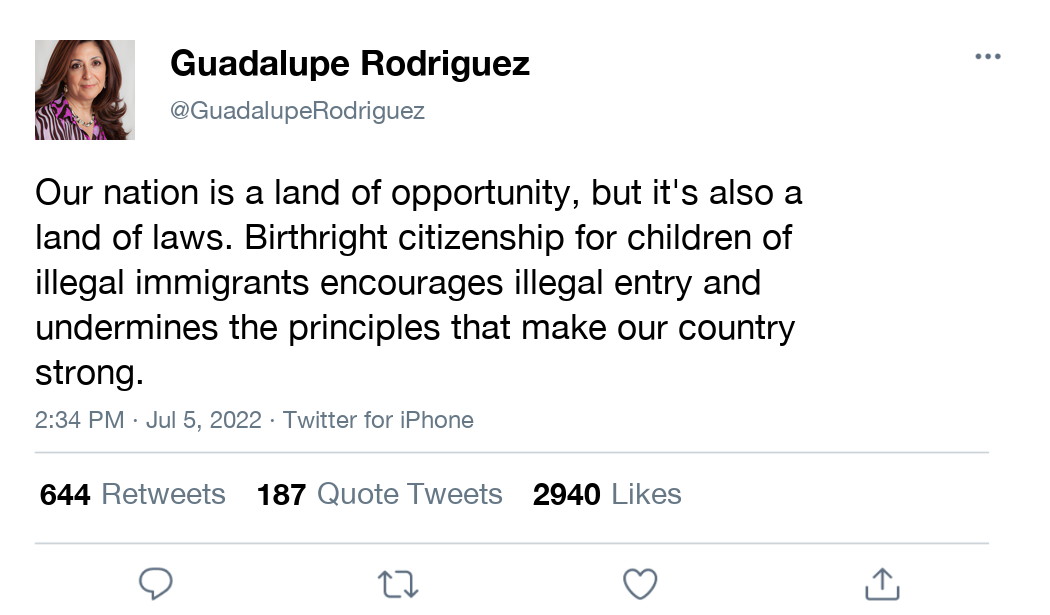 Guadalupe Rodriguez
@GuadalupeRodriguez
Our nation is a land of opportunity, but it's also a
land of laws. Birthright citizenship for children of
illegal immigrants encourages illegal entry and
undermines the principles that make our country
strong.
2:34 PM · Jul 5, 2022 · Twitter for iPhone
644 Retweets 187 Quote Tweets 2940 Likes